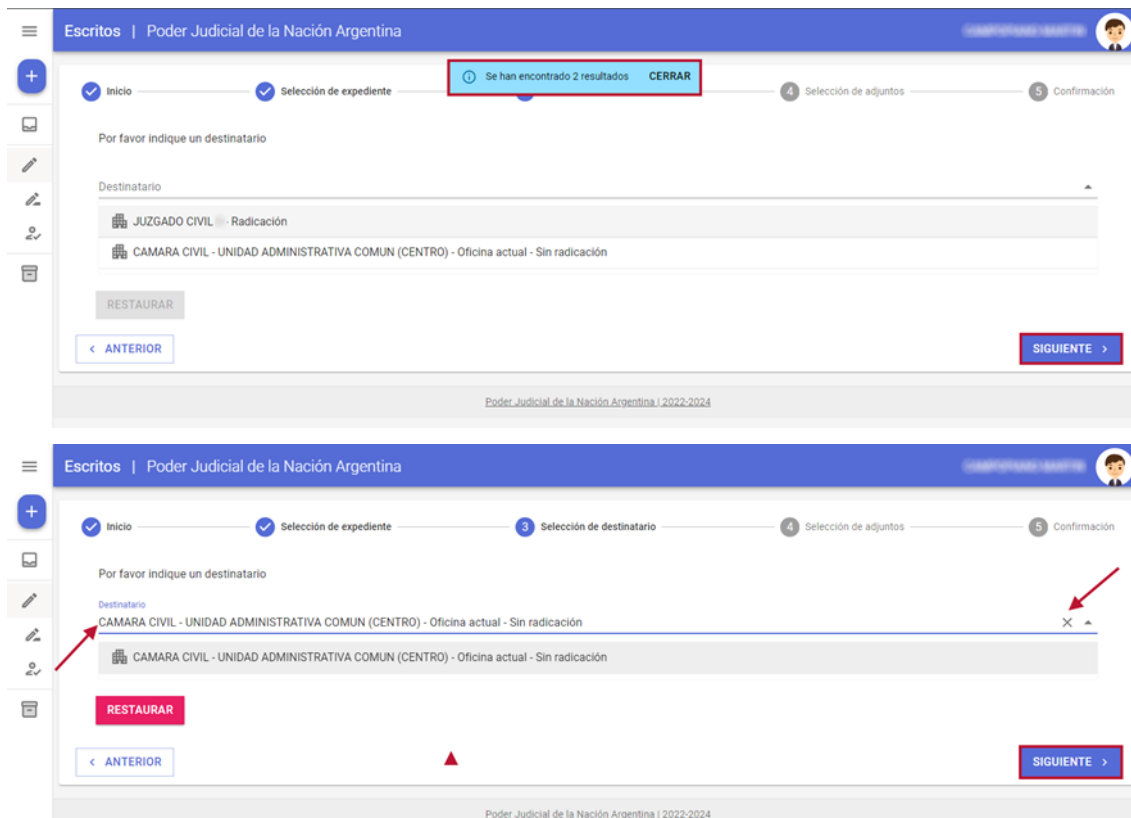 Escritos | Poder Judicial de la Nación Argentina
Se han encontrado 2 resultados CERRAR
Inicio Selección de expediente 4 Selección de adjuntos 5 Confirmación
Por favor indique un destinatario
Destinatario
JUZGADO CIVIL - Radicación
CAMARA CIVIL - UNIDAD ADMINISTRATIVA COMUN (CENTRO) - Oficina actual - Sin radicación
RESTAURAR
< ANTERIOR SIGUIENTE >
Poder Judicial de la Nación Argentina | 2022-2024
Escritos | Poder Judicial de la Nación Argentina
Inicio Selección de expediente 3 Selección de destinatario 4 Selección de adjuntos 5 Confirmación
Por favor indique un destinatario
Destinatario
CAMARA CIVIL - UNIDAD ADMINISTRATIVA COMUN (CENTRO) - Oficina actual - Sin radicación
CAMARA CIVIL - UNIDAD ADMINISTRATIVA COMUN (CENTRO) - Oficina actual - Sin radicación
RESTAURAR
< ANTERIOR SIGUIENTE >
Poder Judicial de la Nación Argentina | 2022-2024